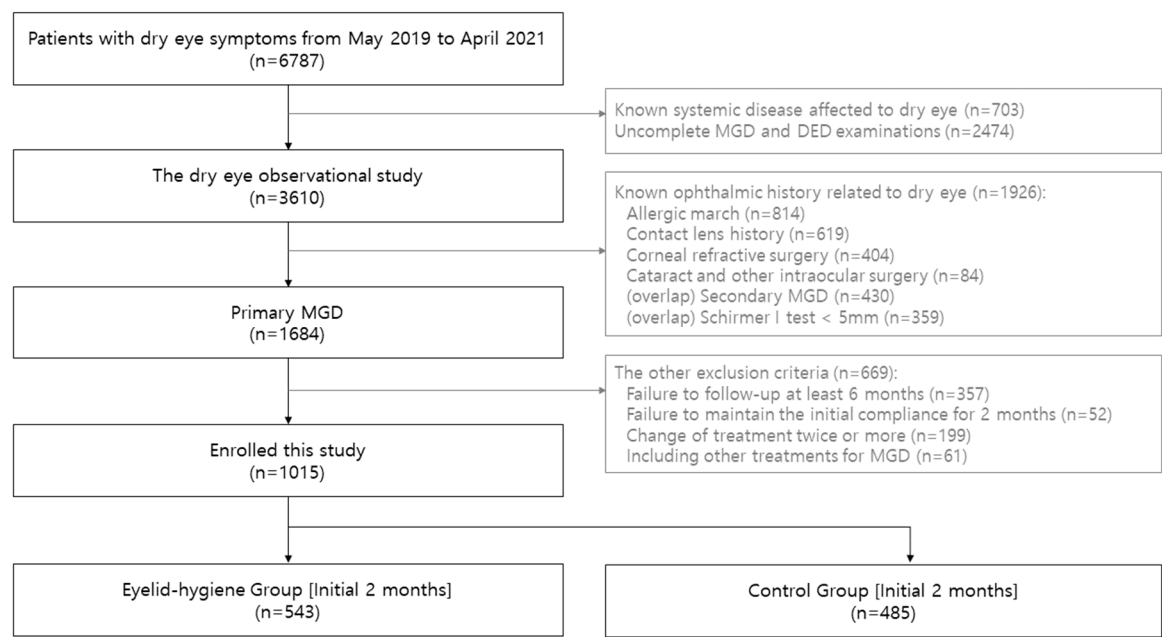 Patients with dry eye symptoms from May 2019 to April 2021
(n=6787)
Known systemic disease affected to dry eye (n=703)
Uncomplete MGD and DED examinations (n=2474)
The dry eye observational study
(n=3610)
Known ophthalmic history related to dry eye (n=1926):
Allergic march (n=814)
Contact lens history (n=619)
Corneal refractive surgery (n=404)
Cataract and other intraocular surgery (n=84)
(overlap) Secondary MGD (n=430)
(overlap) Schirmer I test < 5mm (n=359)
Primary MGD
(n=1684)
The other exclusion criteria (n=669):
Failure to follow-up at least 6 months (n=357)
Failure to maintain the initial compliance for 2 months (n=52)
Change of treatment twice or more (n=199)
Including other treatments for MGD (n=61)
Enrolled this study
(n=1015)
Eyelid-hygiene Group [Initial 2 months]
(n=543)
Control Group [Initial 2 months]
(n=485)